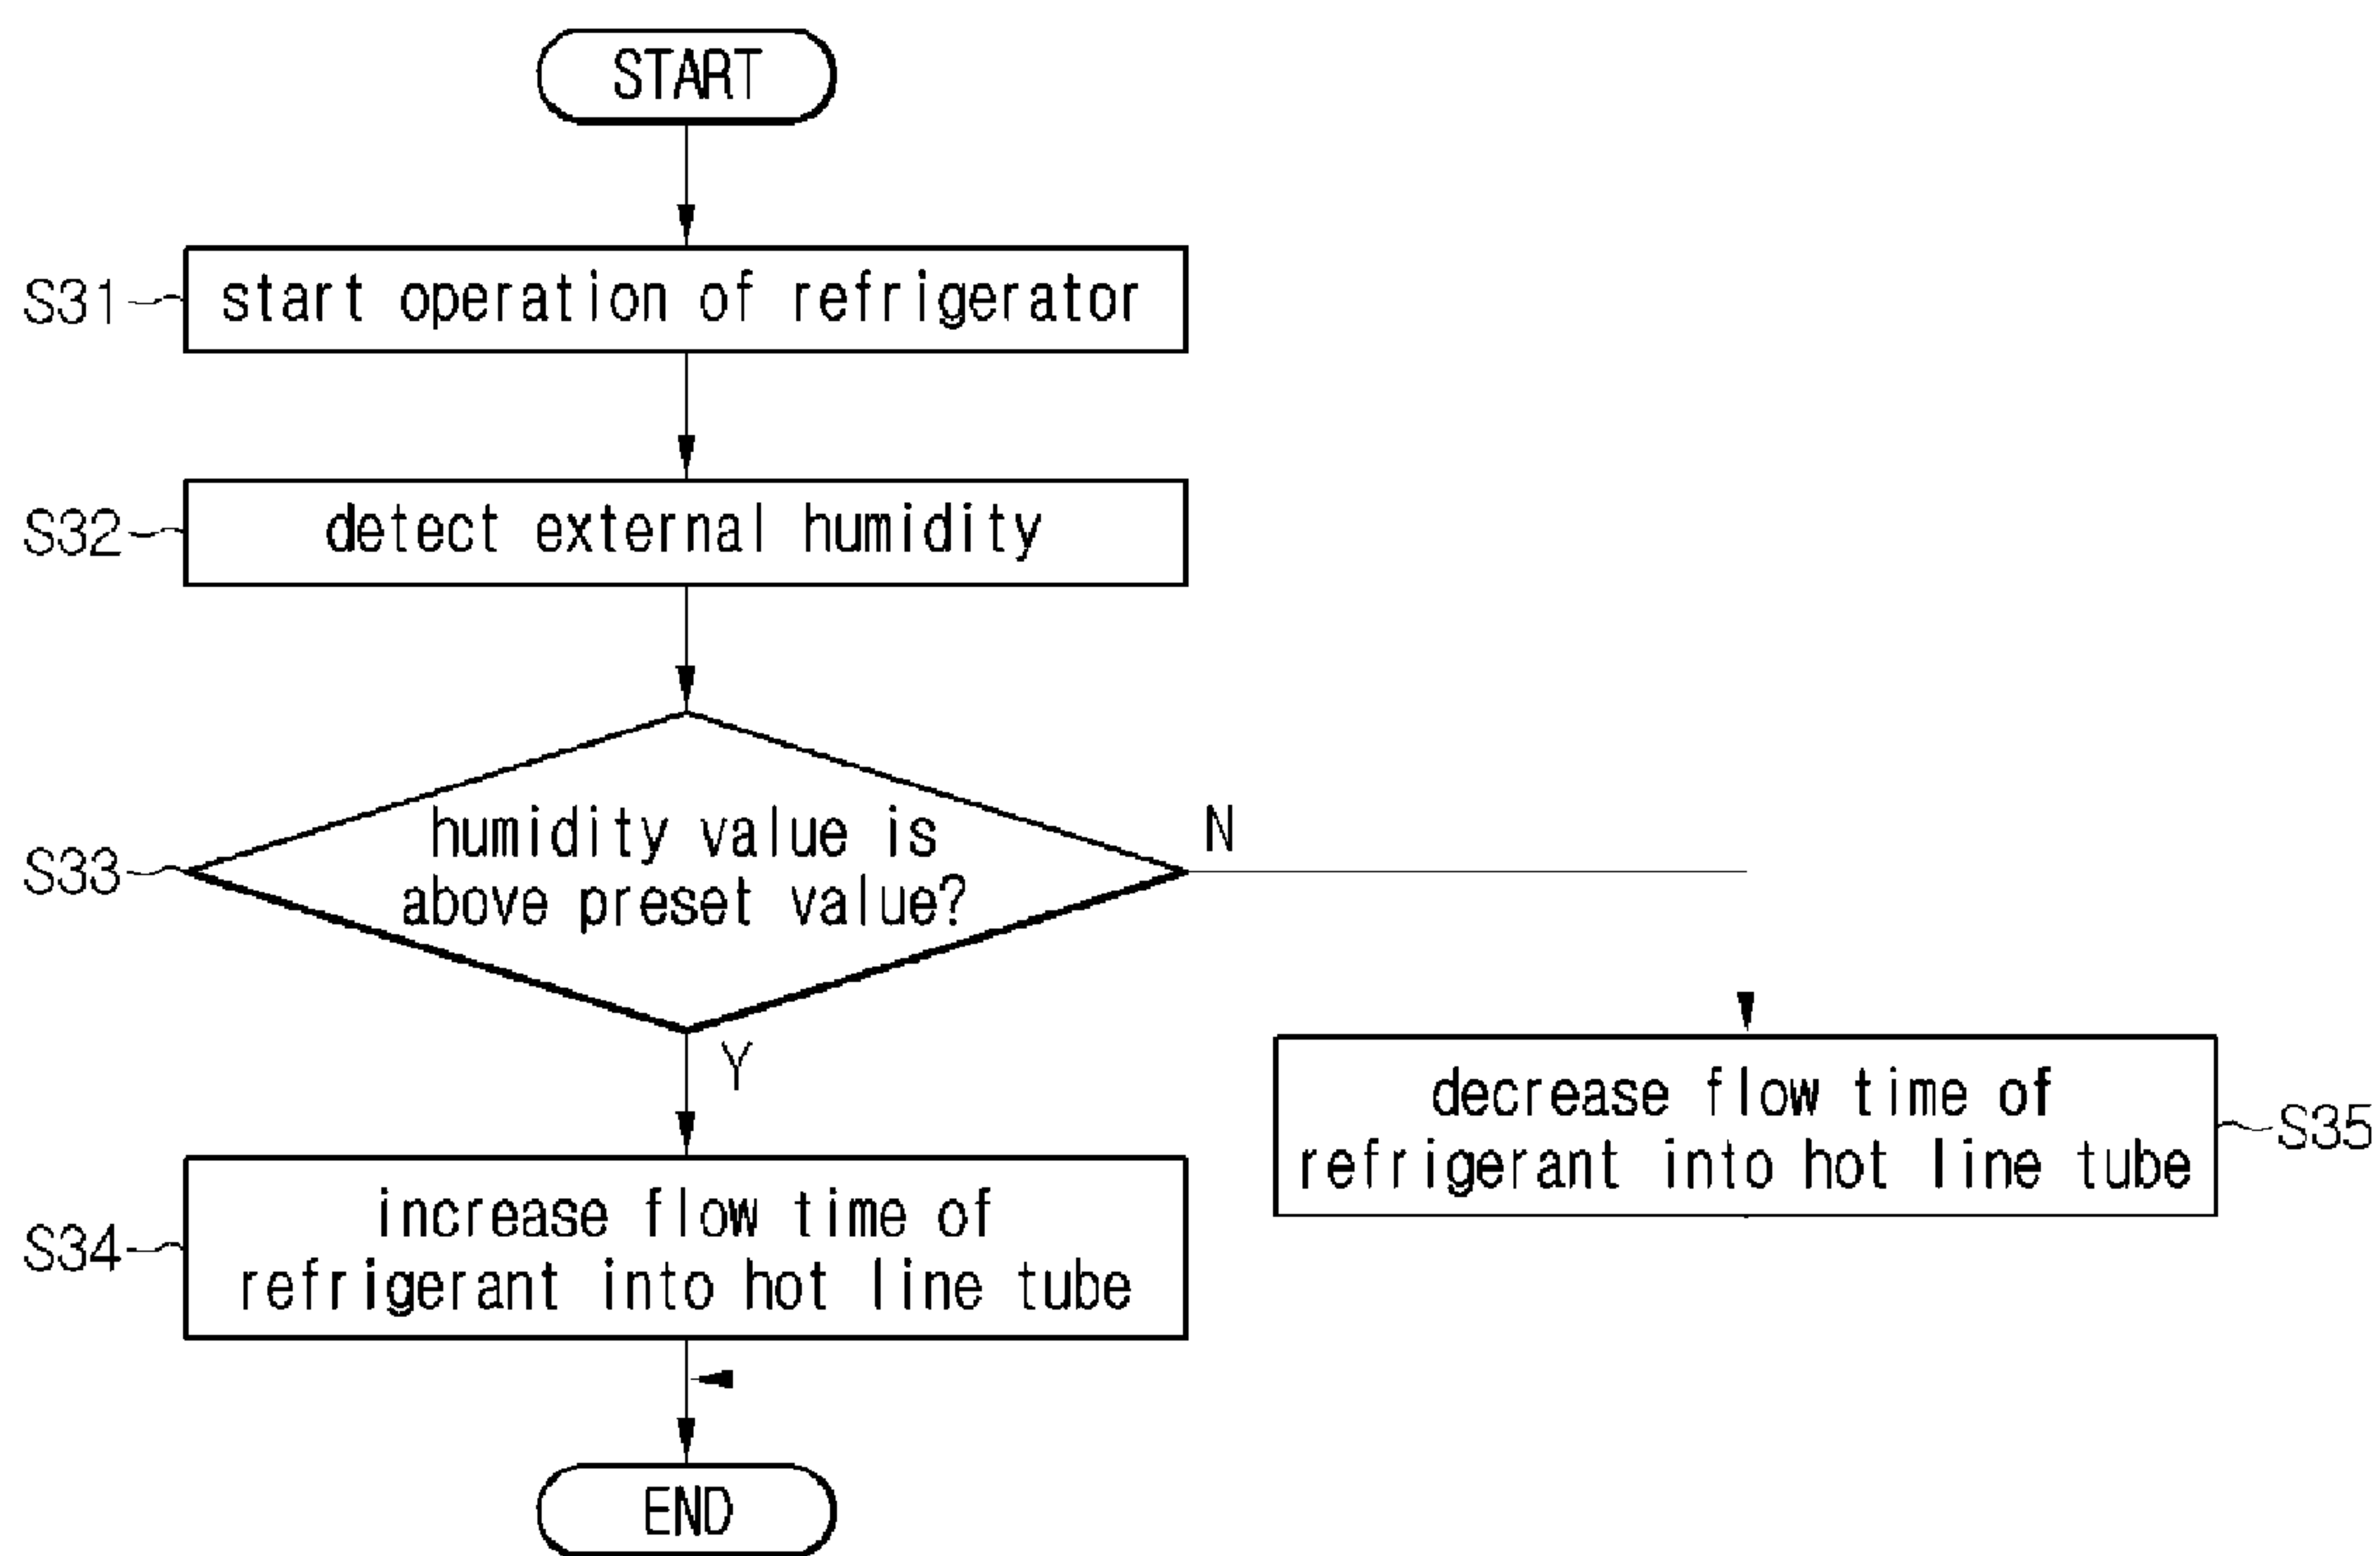 START
S31
start operation of refrigerator
S32
detect external humidity
S33
humidity value is
above preset value?
N
Y
decrease flow time of
refrigerant into hot line tube
S35
S34
increase flow time of
refrigerant into hot line tube
END